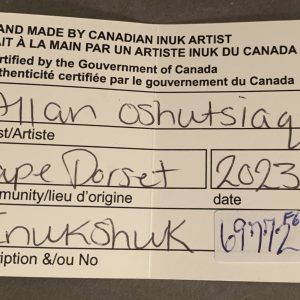 AND MADE BY CANADIAN INUK ARTIST
AIT À LA MAIN PAR UN ARTISTE INUK DU CANADA
ertified by the Government of Canada
uthenticité certifiée par le gouvernement du Canada
Allan Oshutsiaq
st/Artiste
ape Dorset 2023
mmunity/lieu d'origine date
Inukshuk
ription &/ou No